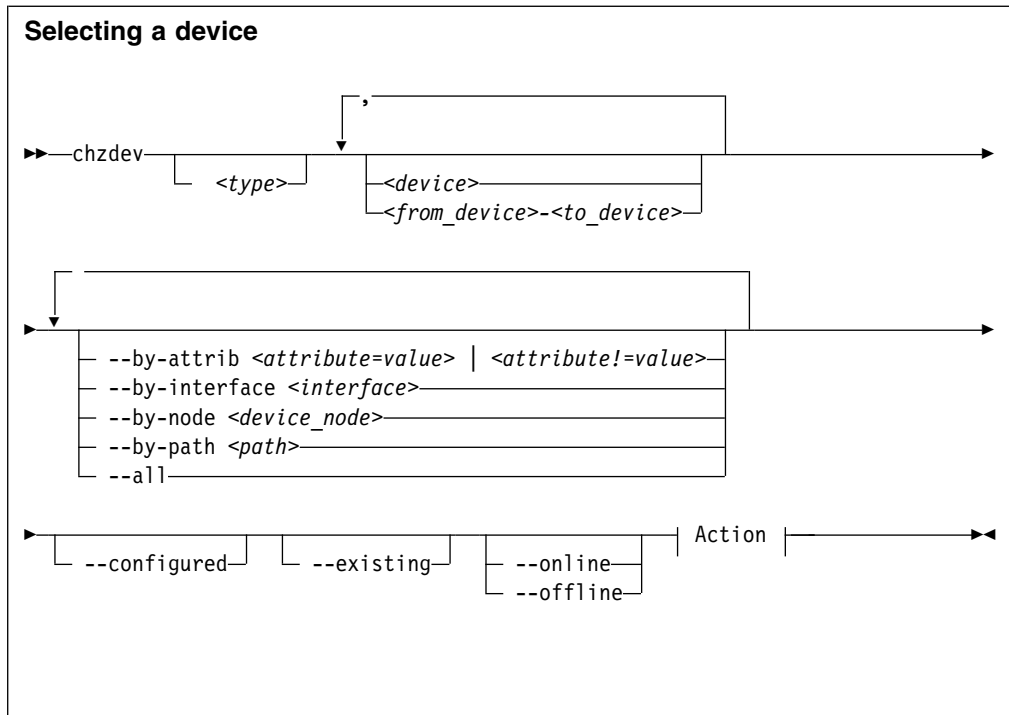 Selecting a device
,
chzdev
<type>
<device>
<from_device>-<to_device>
--by-attrib <attribute=value> | <attribute!=value>
--by-interface <interface>
--by-node <device_node>
--by-path <path>
--all
Action
--configured --existing --online
--offline